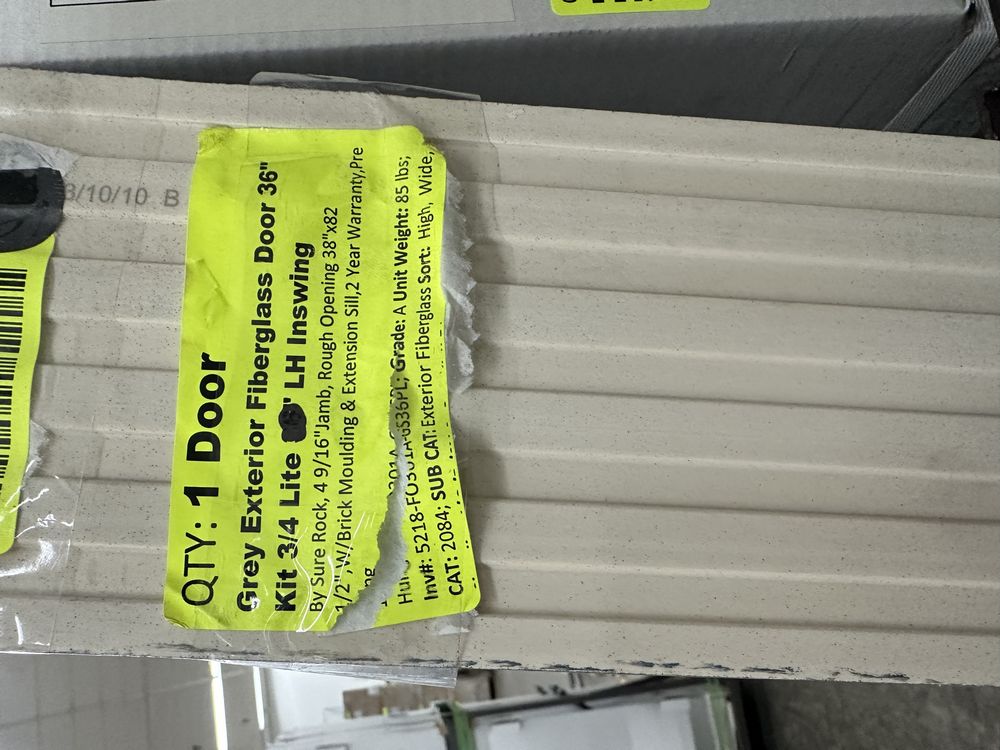 3/10/10 B
QTY: 1 Door
Grey Exterior Fiberglass Door 36"
Kit 3/4 Lite LH Inswing
By Sure Rock, 4 9/16"Jamb, Rough Opening 38"x82
1/2",W/Brick Moulding & Extension Sill,2 Year Warranty,Pre
Grade: A Unit Weight: 85 lbs;
Inv#: 5218-FO301A-GS36PL; SUB CAT: Exterior Fiberglass Sort: High, Wide,
CAT: 2084;